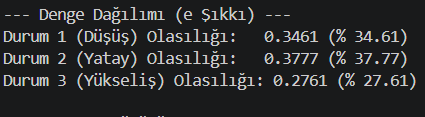 --- Denge Dağılımı (e Şıkkı) ---
Durum 1 (Düşüş) Olasılığı: 0.3461 (% 34.61)
Durum 2 (Yatay) Olasılığı: 0.3777 (% 37.77)
Durum 3 (Yükseliş) Olasılığı: 0.2761 (% 27.61)